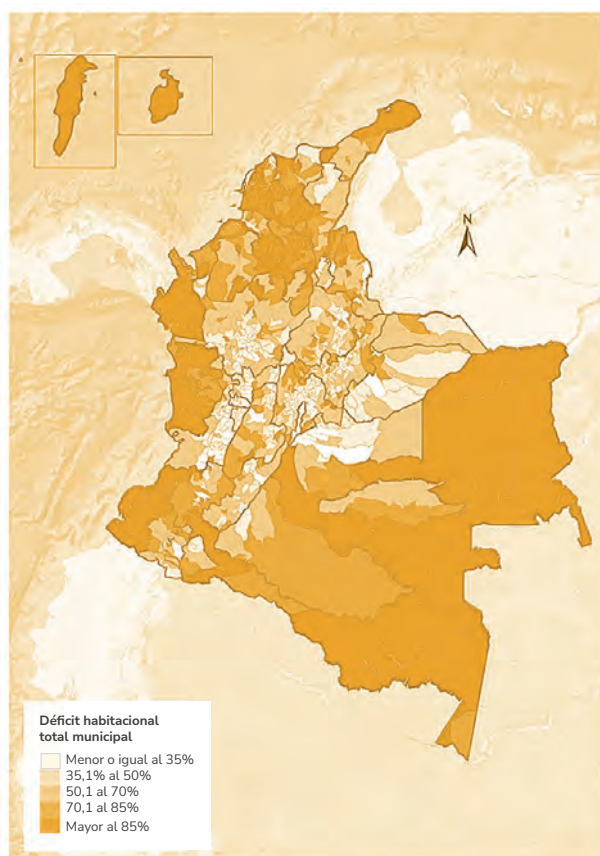 N
Déficit habitacional
total municipal
Menor o igual al 35%
35,1% al 50%
50,1 al 70%
70,1 al 85%
Mayor al 85%